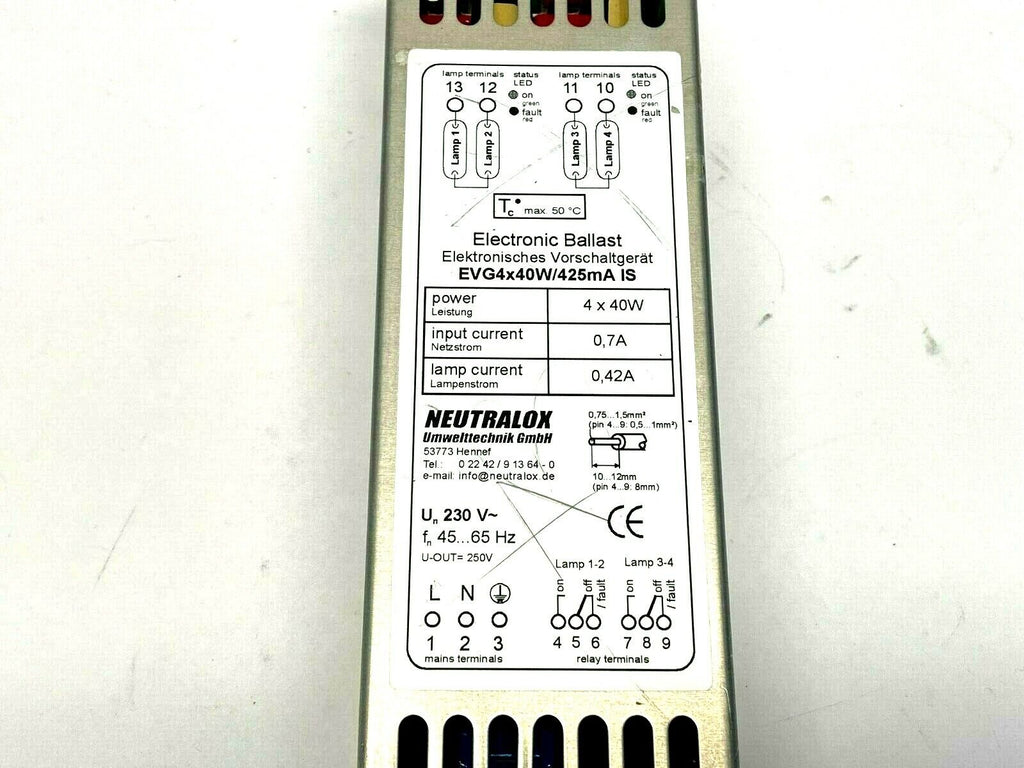 lamp terminals status LED lamp terminals status LED
13 12 on green 11 10 on green
fault red fault red
Lamp 1 Lamp 2 Lamp 3 Lamp 4
Tc• max. 50 °C
Electronic Ballast
Elektronisches Vorschaltgerät
EVG4x40W/425mA IS
power 4 x 40W
Leistung
input current 0,7A
Netzstrom
lamp current 0,42A
Lampenstrom
NEUTRALOX
Umwelttechnik GmbH
53773 Hennef
Tel.: 0 22 42 / 9 13 64 - 0
e-mail: info@neutralox.de
0,75...1,5mm²
(pin 4...9: 0,5...1mm²)
10...12mm
(pin 4...9: 8mm)
Un 230 V~
fn 45...65 Hz
U-OUT= 250V
CE
Lamp 1-2 Lamp 3-4
on off / fault on off / fault
L N
1 2 3 4 5 6 7 8 9
mains terminals relay terminals